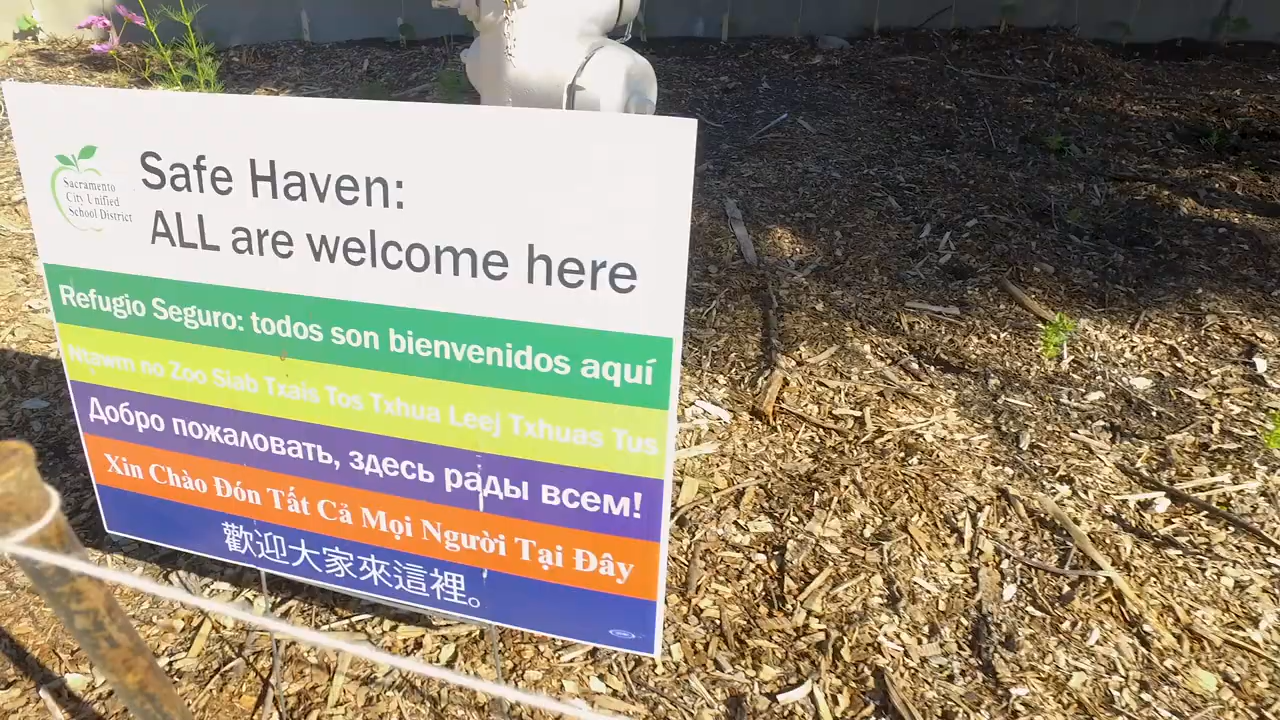 Sacramento
City Unified
School District
Safe Haven:
ALL are welcome here
Refugio Seguro: todos son bienvenidos aquí
Ntawm no Zoo Siab Txais Tos Txhua Leej Txhuas Tus
Добро пожаловать, здесь рады всем!
Xin Chào Đón Tất Cả Mọi Người Tại Đây
歡迎大家來這裡。